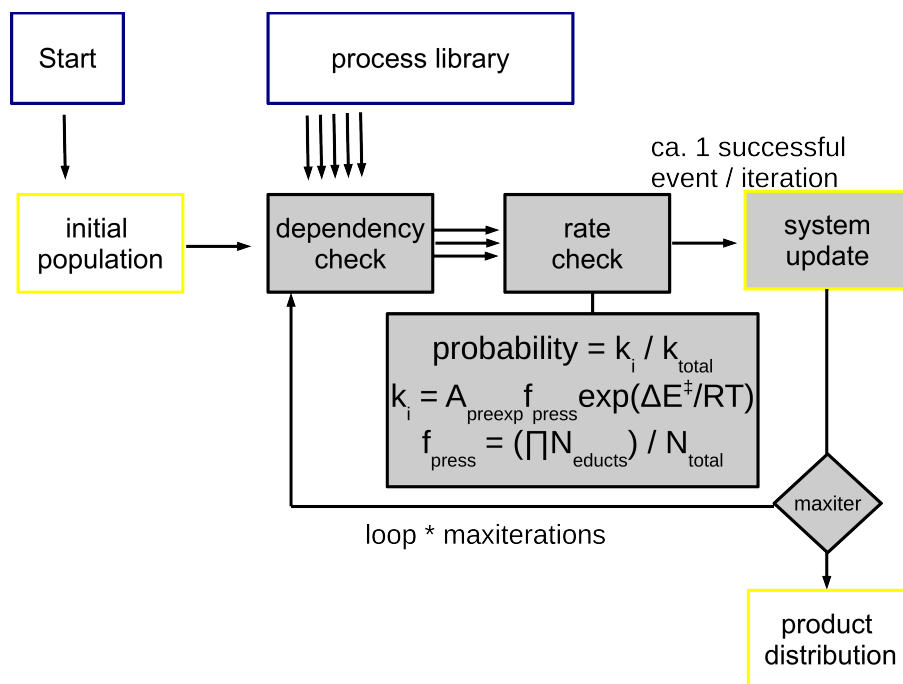 Start
process library
ca. 1 successful
event / iteration
initial
population
dependency
check
rate
check
system
update
probability = k_i / k_total
k_i = A_preexp f_press exp(ΔE‡/RT)
f_press = (∏N_educts) / N_total
maxiter
loop * maxiterations
product
distribution